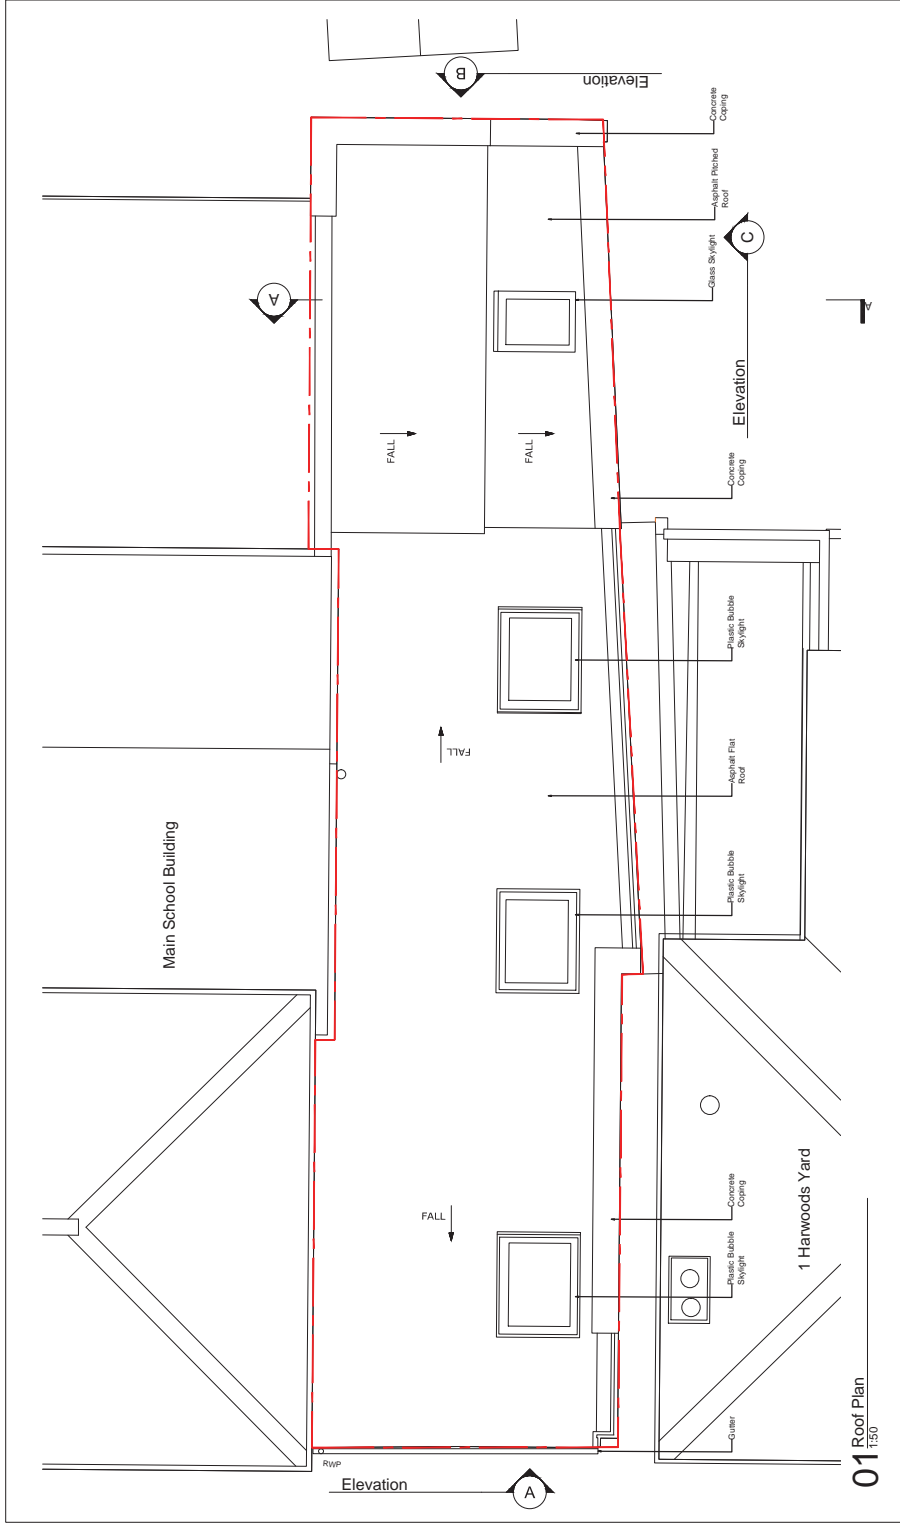 B
Elevation
Concrete
Coping
Asphalt Pitched
Roof
Glass Skylight
C
Elevation
A
A
FALL
FALL
Concrete
Coping
Plastic Bubble
Skylight
FALL
Asphalt Flat
Roof
Main School Building
Plastic Bubble
Skylight
FALL
Concrete
Coping
Plastic Bubble
Skylight
1 Harwoods Yard
Gutter
RWP
Elevation
A
01 Roof Plan
1:50